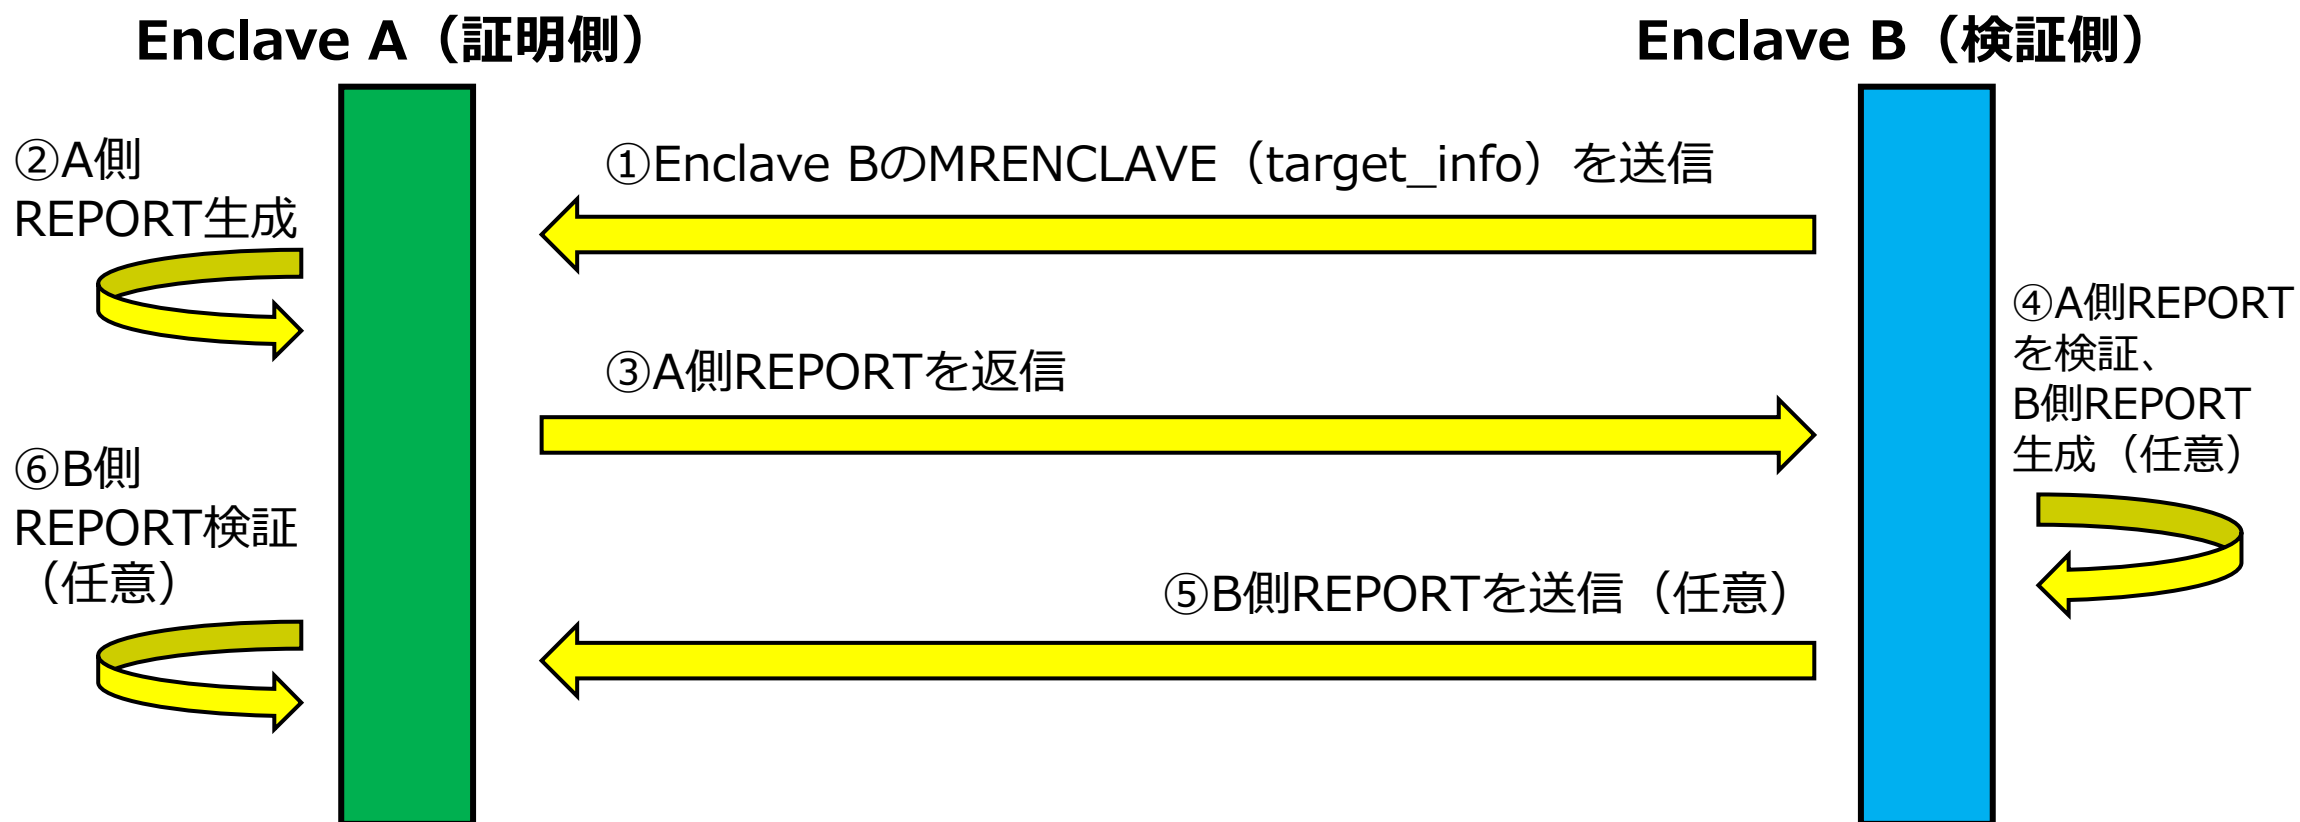 Enclave A（証明側）
Enclave B（検証側）
①Enclave BのMRENCLAVE（target_info）を送信
②A側
REPORT生成
③A側REPORTを返信
④A側REPORT
を検証、
B側REPORT
生成（任意）
⑤B側REPORTを送信（任意）
⑥B側
REPORT検証
（任意）